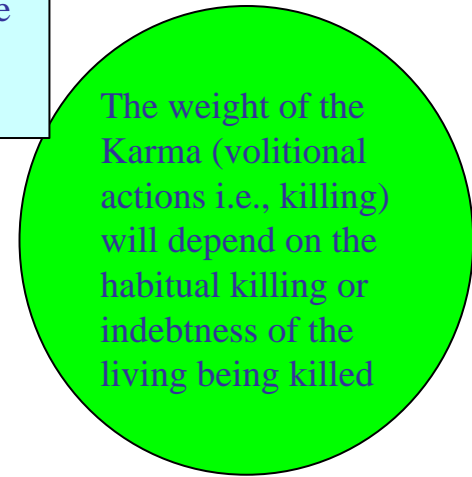 e
The weight of the
Karma (volitional
actions i.e., killing)
will depend on the
habitual killing or
indebtness of the
living being killed